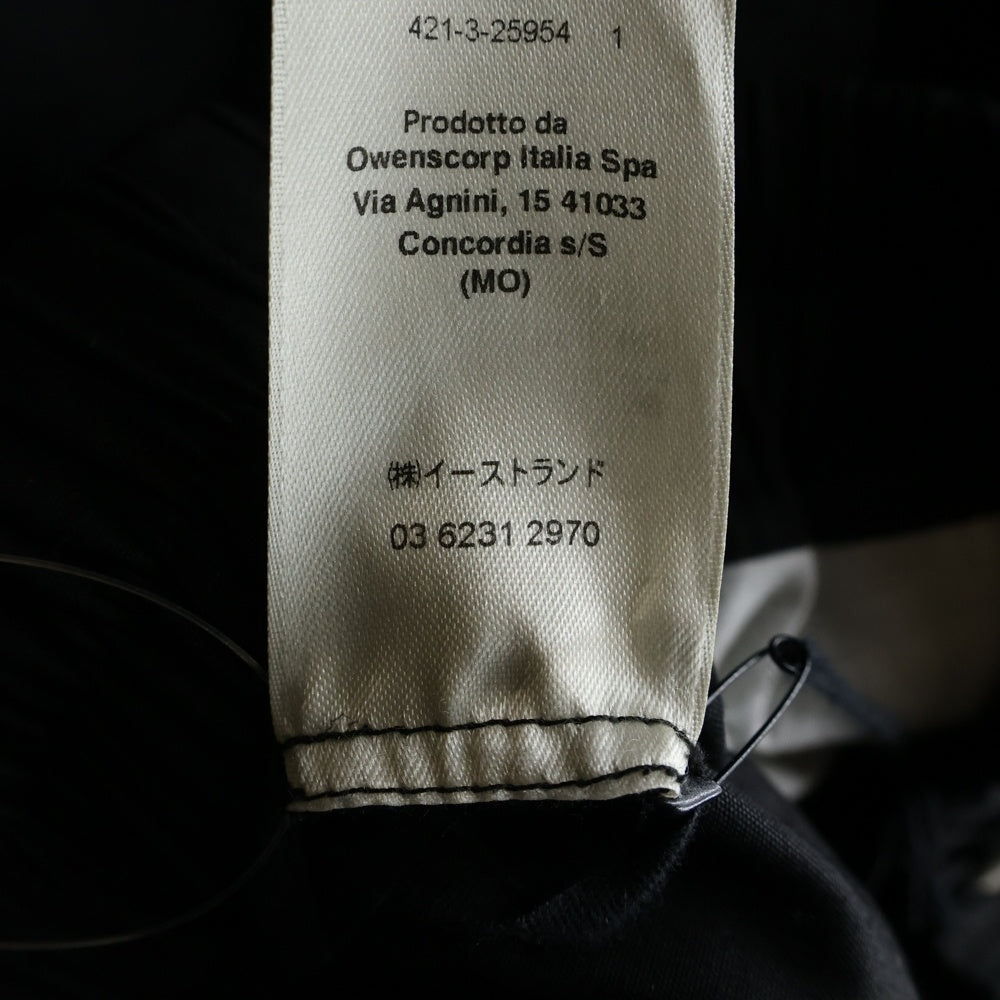 421-3-25954 1
Prodotto da
Owenscorp Italia Spa
Via Agnini, 15 41033
Concordia s/S
(MO)
㈱イーストランド
03 6231 2970